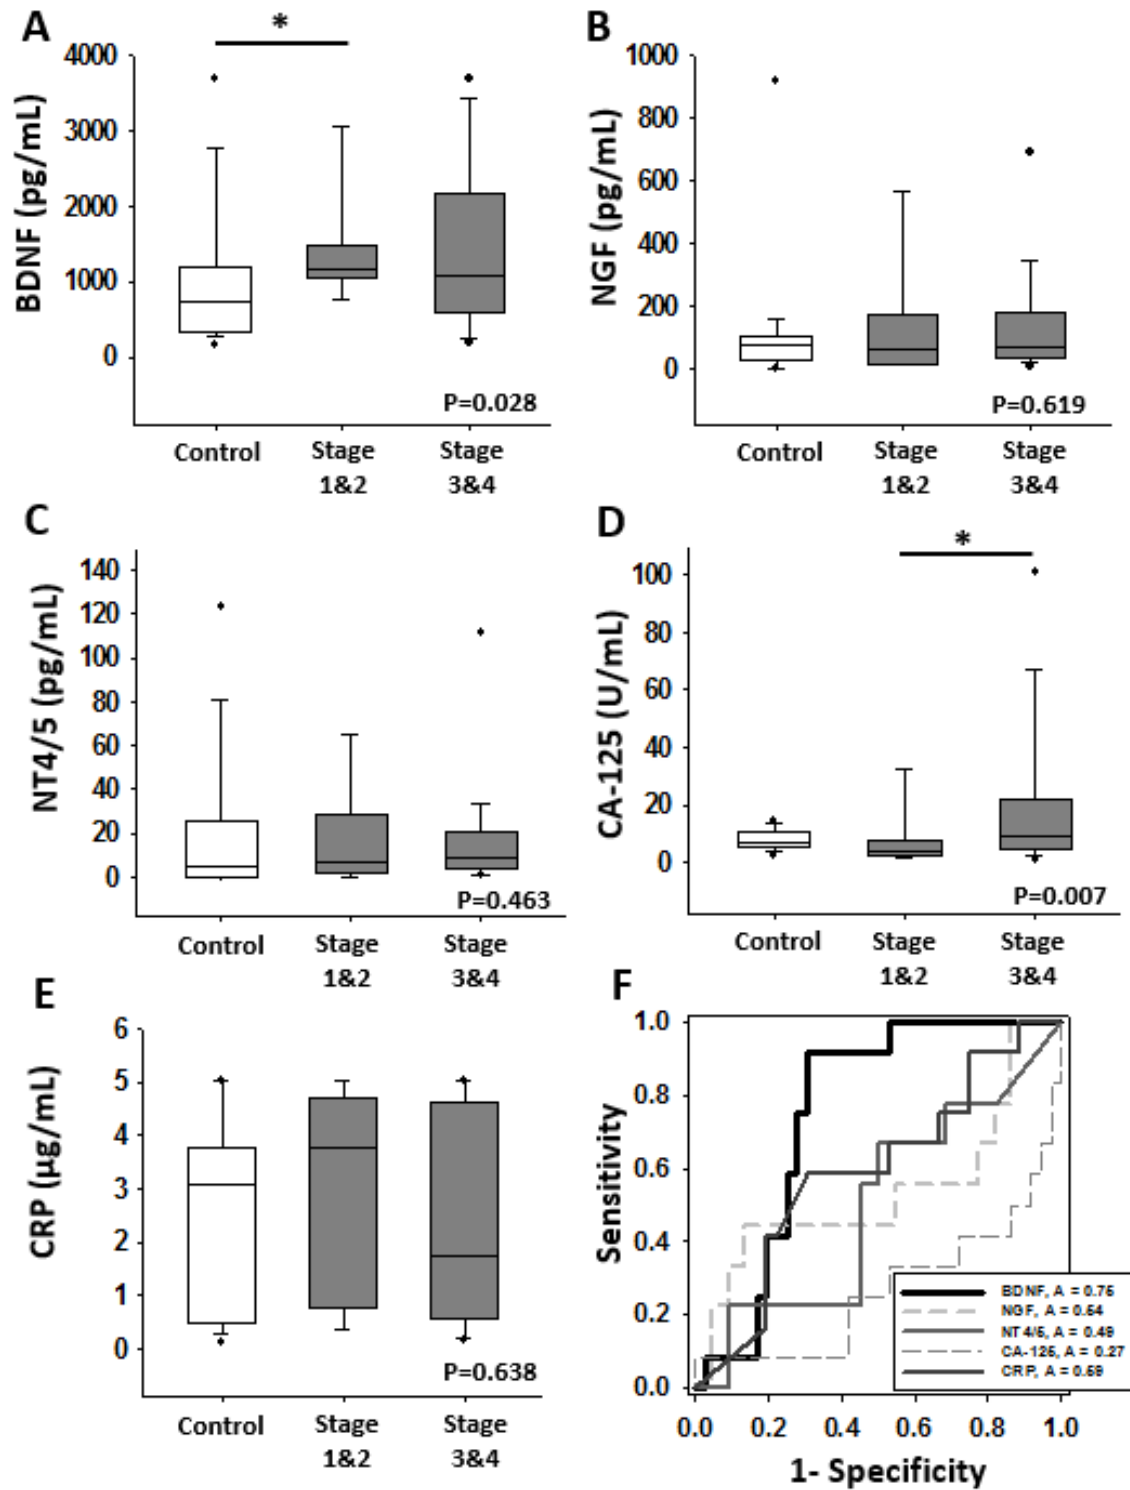 A
*
BDNF (pg/mL)
4000
3000
2000
1000
0
P=0.028
Control
Stage
1&2
Stage
3&4
B
NGF (pg/mL)
1000
800
600
400
200
0
P=0.619
Control
Stage
1&2
Stage
3&4
C
NT4/5 (pg/mL)
140
120
100
80
60
40
20
0
P=0.463
Control
Stage
1&2
Stage
3&4
D
*
CA-125 (U/mL)
100
80
60
40
20
0
P=0.007
Control
Stage
1&2
Stage
3&4
E
CRP (µg/mL)
6
5
4
3
2
1
0
P=0.638
Control
Stage
1&2
Stage
3&4
F
Sensitivity
1.0
0.8
0.6
0.4
0.2
0.0
BDNF, A = 0.75
NGF, A = 0.54
NT4/5, A = 0.49
CA-125, A = 0.27
CRP, A = 0.59
0.0 0.2 0.4 0.6 0.8 1.0
1- Specificity